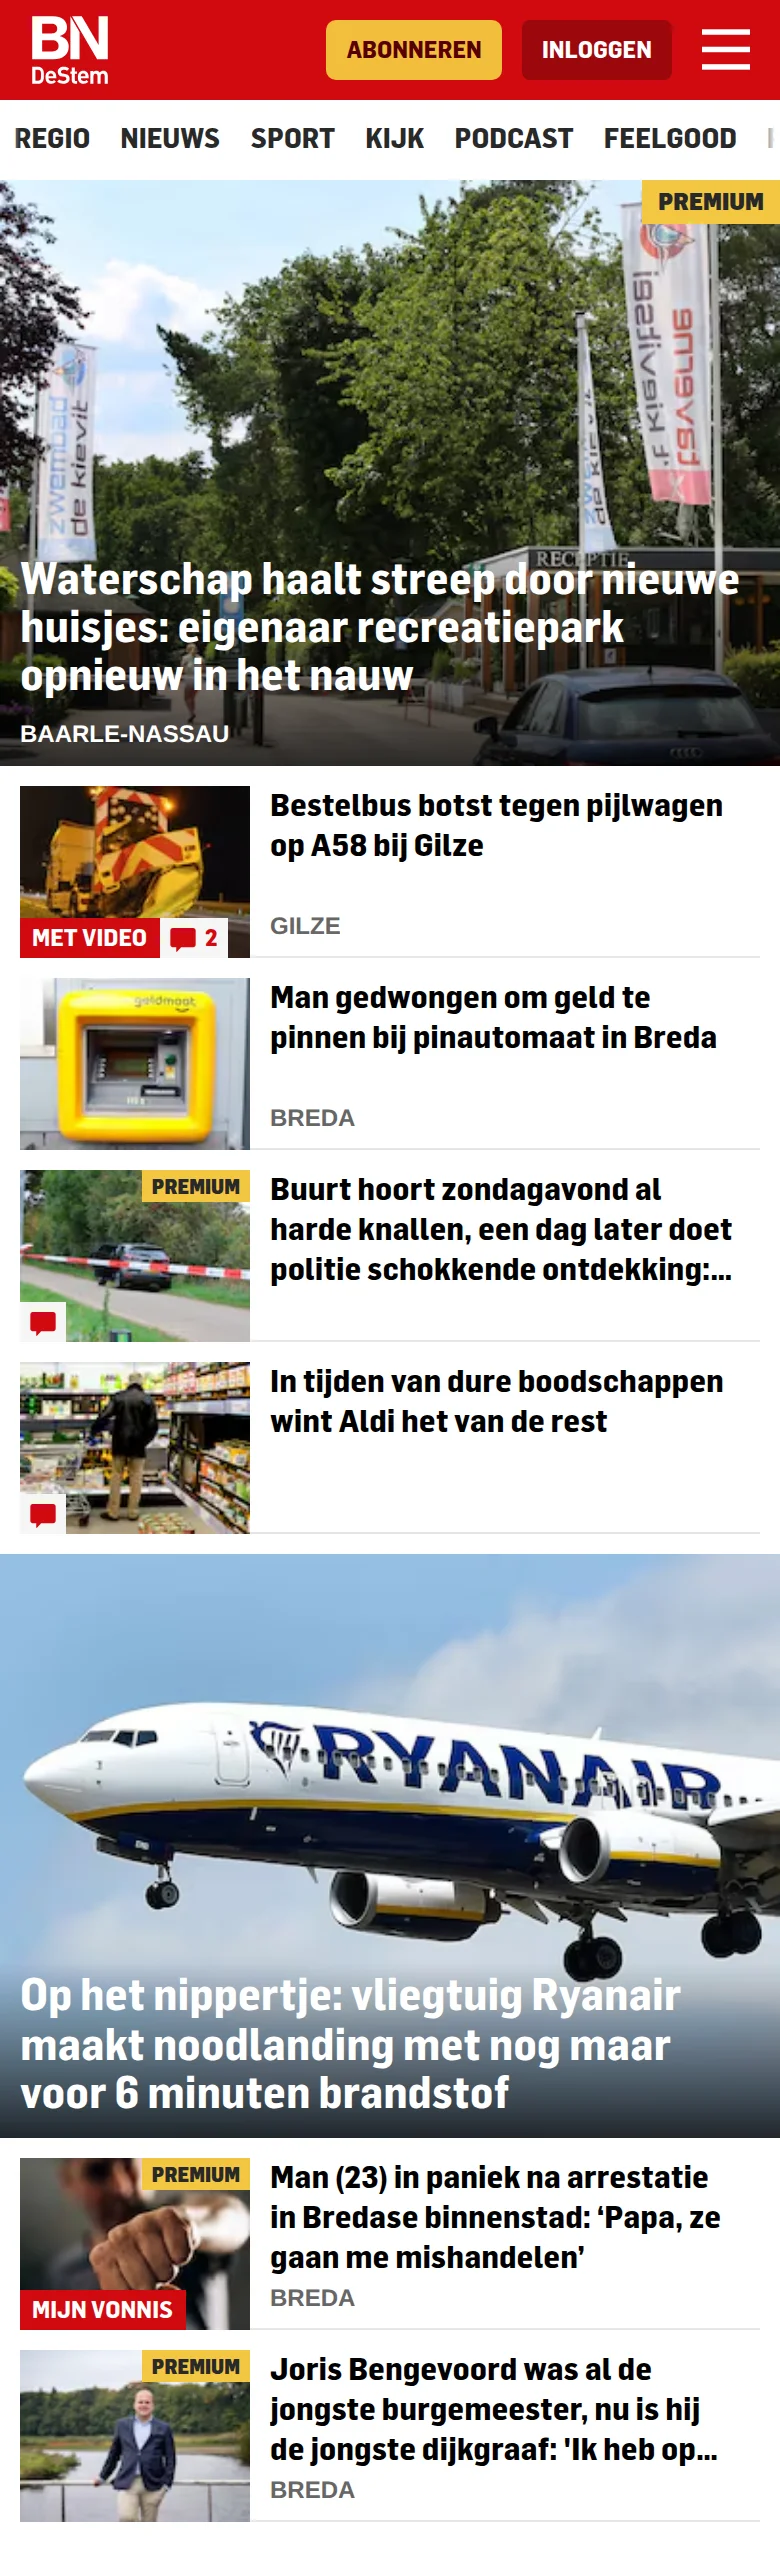 BN
DeStem
ABONNEREN
INLOGGEN
REGIO NIEUWS SPORT KIJK PODCAST FEELGOOD
PREMIUM
zwembad
de kievit
taverne
RECEPTIE
Waterschap haalt streep door nieuwe
huisjes: eigenaar recreatiepark
opnieuw in het nauw
BAARLE-NASSAU
Bestelbus botst tegen pijlwagen
op A58 bij Gilze
GILZE
MET VIDEO
2
geldmaat
Man gedwongen om geld te
pinnen bij pinautomaat in Breda
BREDA
PREMIUM
Buurt hoort zondagavond al
harde knallen, een dag later doet
politie schokkende ontdekking:...
In tijden van dure boodschappen
wint Aldi het van de rest
RYANAIR
Op het nippertje: vliegtuig Ryanair
maakt noodlanding met nog maar
voor 6 minuten brandstof
PREMIUM
MIJN VONNIS
Man (23) in paniek na arrestatie
in Bredase binnenstad: ‘Papa, ze
gaan me mishandelen’
BREDA
PREMIUM
Joris Bengevoord was al de
jongste burgemeester, nu is hij
de jongste dijkgraaf: 'Ik heb op...
BREDA